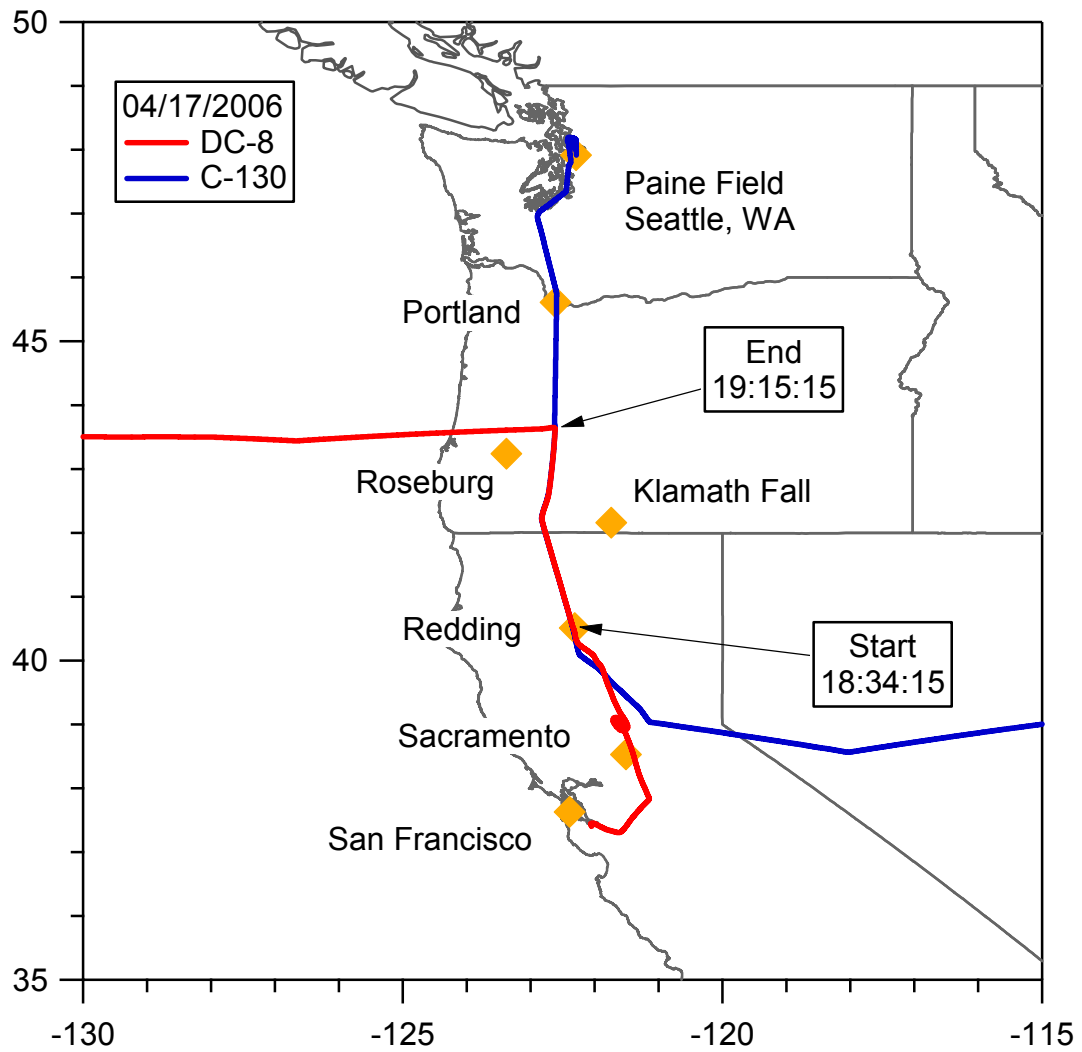 50
04/17/2006
DC-8
C-130
Paine Field
Seattle, WA
Portland
45
End
19:15:15
Roseburg
Klamath Fall
Redding
Start
18:34:15
40
Sacramento
San Francisco
35
-130
-125
-120
-115